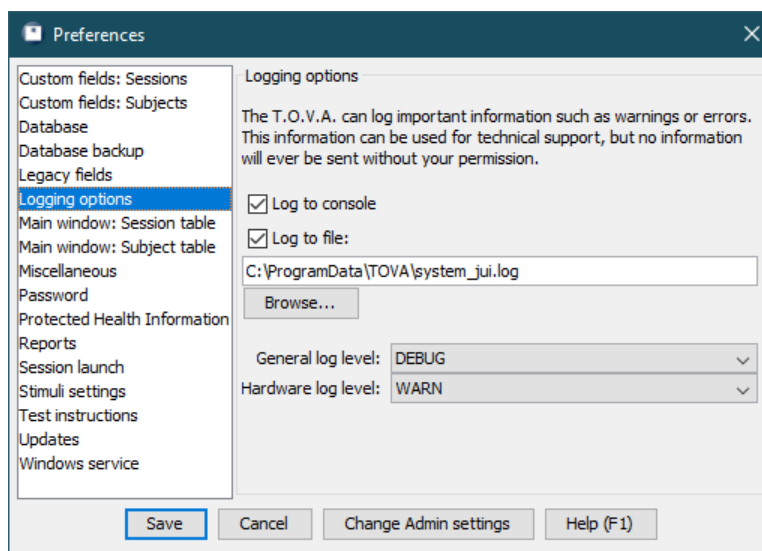 Preferences
Custom fields: Sessions
Custom fields: Subjects
Database
Database backup
Legacy fields
Logging options
Main window: Session table
Main window: Subject table
Miscellaneous
Password
Protected Health Information
Reports
Session launch
Stimuli settings
Test instructions
Updates
Windows service
Logging options
The T.O.V.A. can log important information such as warnings or errors.
This information can be used for technical support, but no information
will ever be sent without your permission.
Log to console
Log to file:
C:\ProgramData\TOVA\system_jui.log
Browse...
General log level: DEBUG
Hardware log level: WARN
Save Cancel Change Admin settings Help (F1)